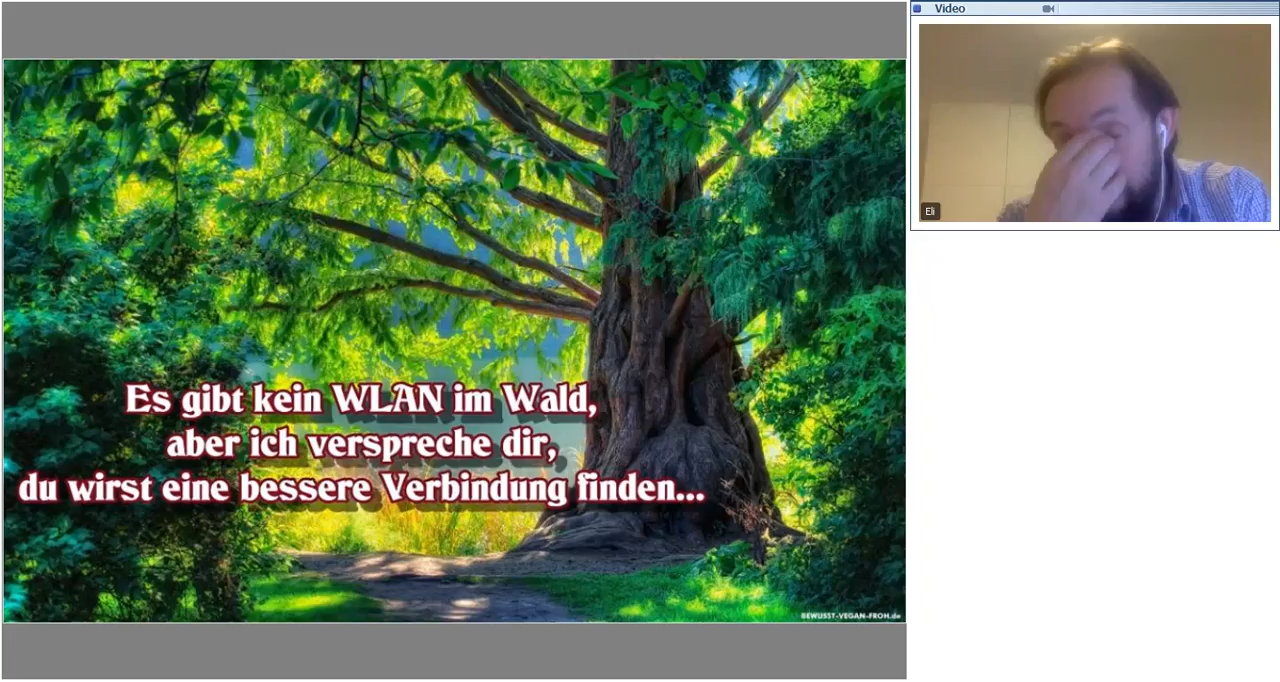 Video
Eli
Es gibt kein WLAN im Wald,
aber ich verspreche dir,
du wirst eine bessere Verbindung finden...
BEWUSST-VEGAN-FROH.de